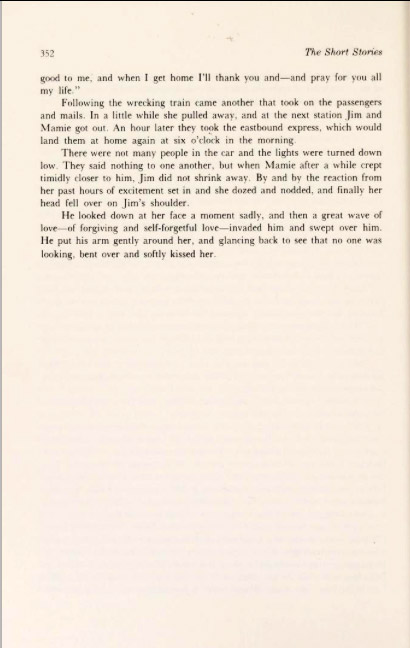 352 The Short Stories
good to me, and when I get home I'll thank you and—and pray for you all
my life."
Following the wrecking train came another that took on the passengers
and mails. In a little while she pulled away, and at the next station Jim and
Mamie got out. An hour later they took the eastbound express, which would
land them at home again at six o'clock in the morning.
There were not many people in the car and the lights were turned down
low. They said nothing to one another, but when Mamie after a while crept
timidly closer to him, Jim did not shrink away. By and by the reaction from
her past hours of excitement set in and she dozed and nodded, and finally her
head fell over on Jim's shoulder.
He looked down at her face a moment sadly, and then a great wave of
love—of forgiving and self-forgetful love—invaded him and swept over him.
He put his arm gently around her, and glancing back to see that no one was
looking, bent over and softly kissed her.